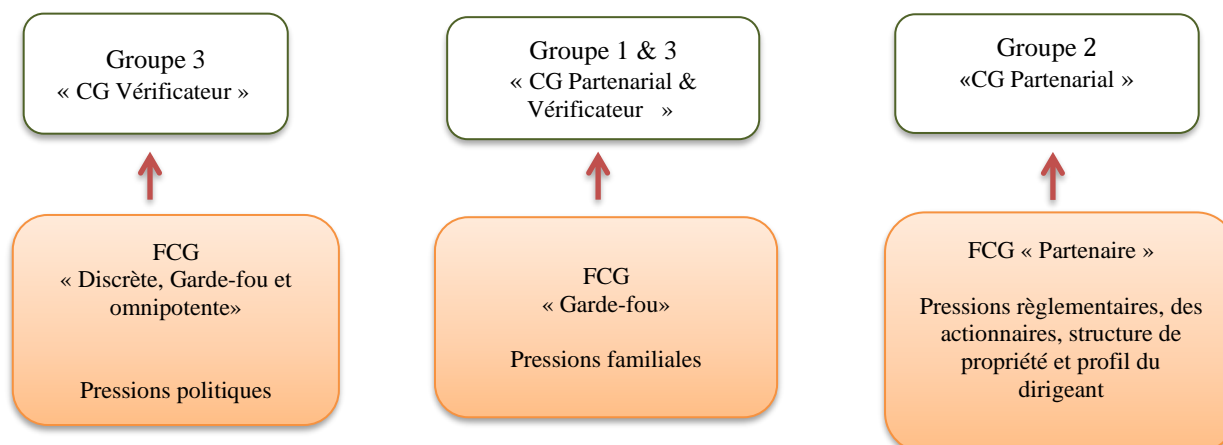 Groupe 3
« CG Vérificateur »
Groupe 1 & 3
« CG Partenarial &
Vérificateur »
Groupe 2
«CG Partenarial »
FCG
« Discrète, Garde-fou et
omnipotente»
Pressions politiques
FCG
« Garde-fou»
Pressions familiales
FCG « Partenaire »
Pressions règlementaires, des
actionnaires, structure de
propriété et profil du
dirigeant